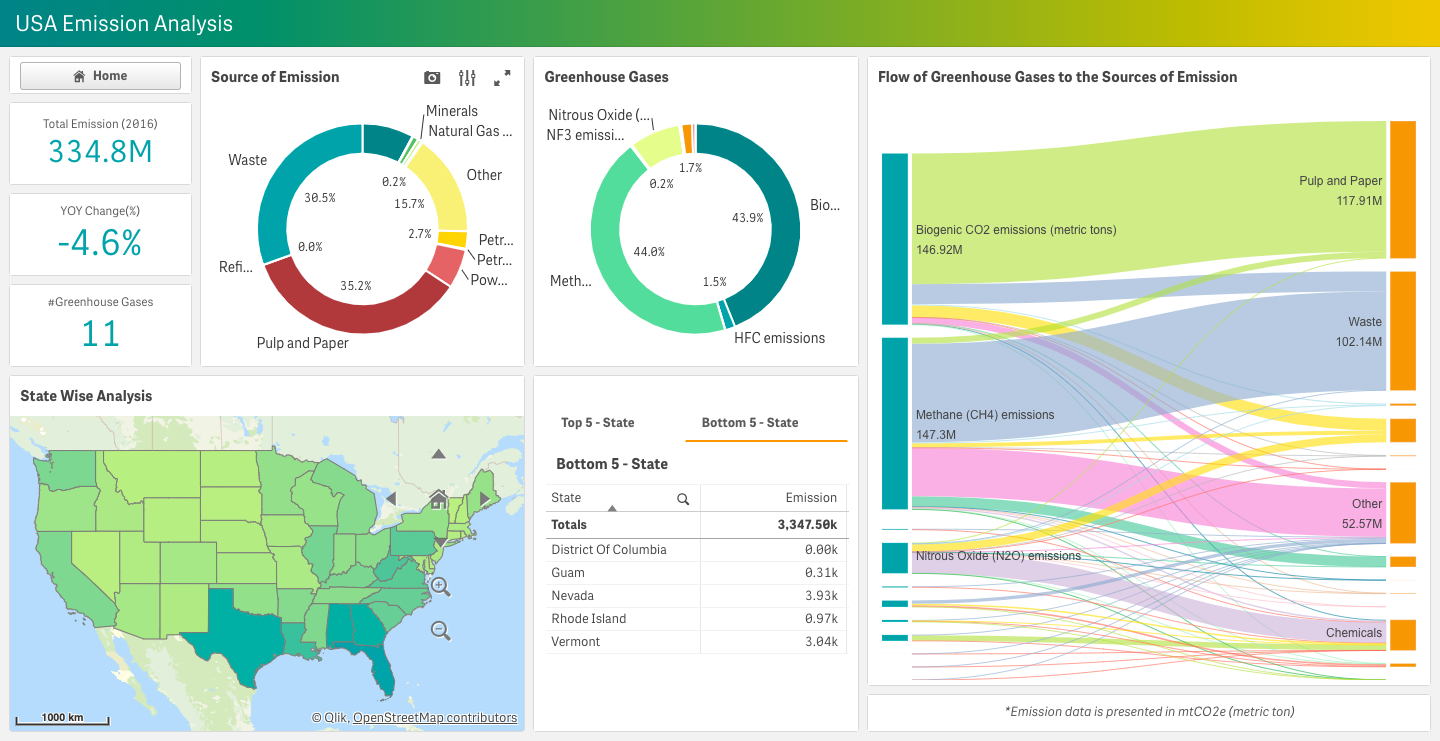 USA Emission Analysis
Home
Total Emission (2016)
334.8M
YOY Change(%)
-4.6%
#Greenhouse Gases
11
Source of Emission
Minerals
Natural Gas ...
Waste
Other
0.2%
30.5%
15.7%
2.7%
Petr...
0.0%
Petr...
Refi...
Pow...
35.2%
Pulp and Paper
Greenhouse Gases
Nitrous Oxide (...
NF3 emissi...
1.7%
0.2%
Bio...
43.9%
44.0%
Meth...
1.5%
HFC emissions
Flow of Greenhouse Gases to the Sources of Emission
Pulp and Paper
117.91M
Biogenic CO2 emissions (metric tons)
146.92M
Waste
102.14M
Methane (CH4) emissions
147.3M
Other
52.57M
Nitrous Oxide (N2O) emissions
Chemicals
State Wise Analysis
1000 km
© Qlik, OpenStreetMap contributors
Top 5 - State Bottom 5 - State
Bottom 5 - State
State Emission
Totals 3,347.50k
District Of Columbia 0.00k
Guam 0.31k
Nevada 3.93k
Rhode Island 0.97k
Vermont 3.04k
*Emission data is presented in mtCO2e (metric ton)